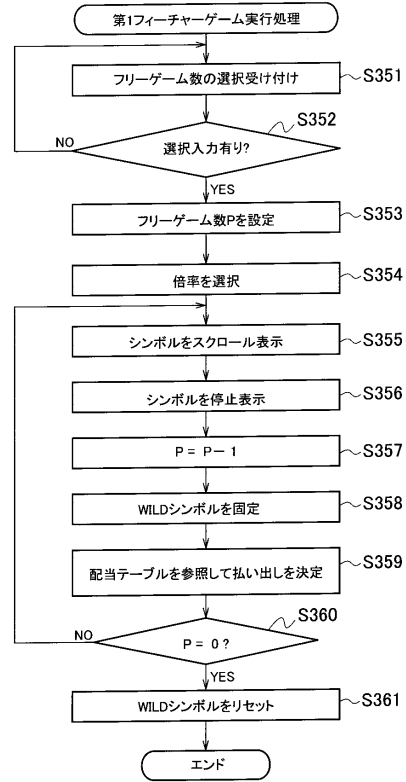 第1フィーチャーゲーム実行処理
フリーゲーム数の選択受け付け
S351
S352
選択入力有り?
NO
YES
フリーゲーム数Pを設定
S353
倍率を選択
S354
シンボルをスクロール表示
S355
シンボルを停止表示
S356
P = P－1
S357
WILDシンボルを固定
S358
配当テーブルを参照して払い出しを決定
S359
S360
P = 0?
NO
YES
WILDシンボルをリセット
S361
エンド